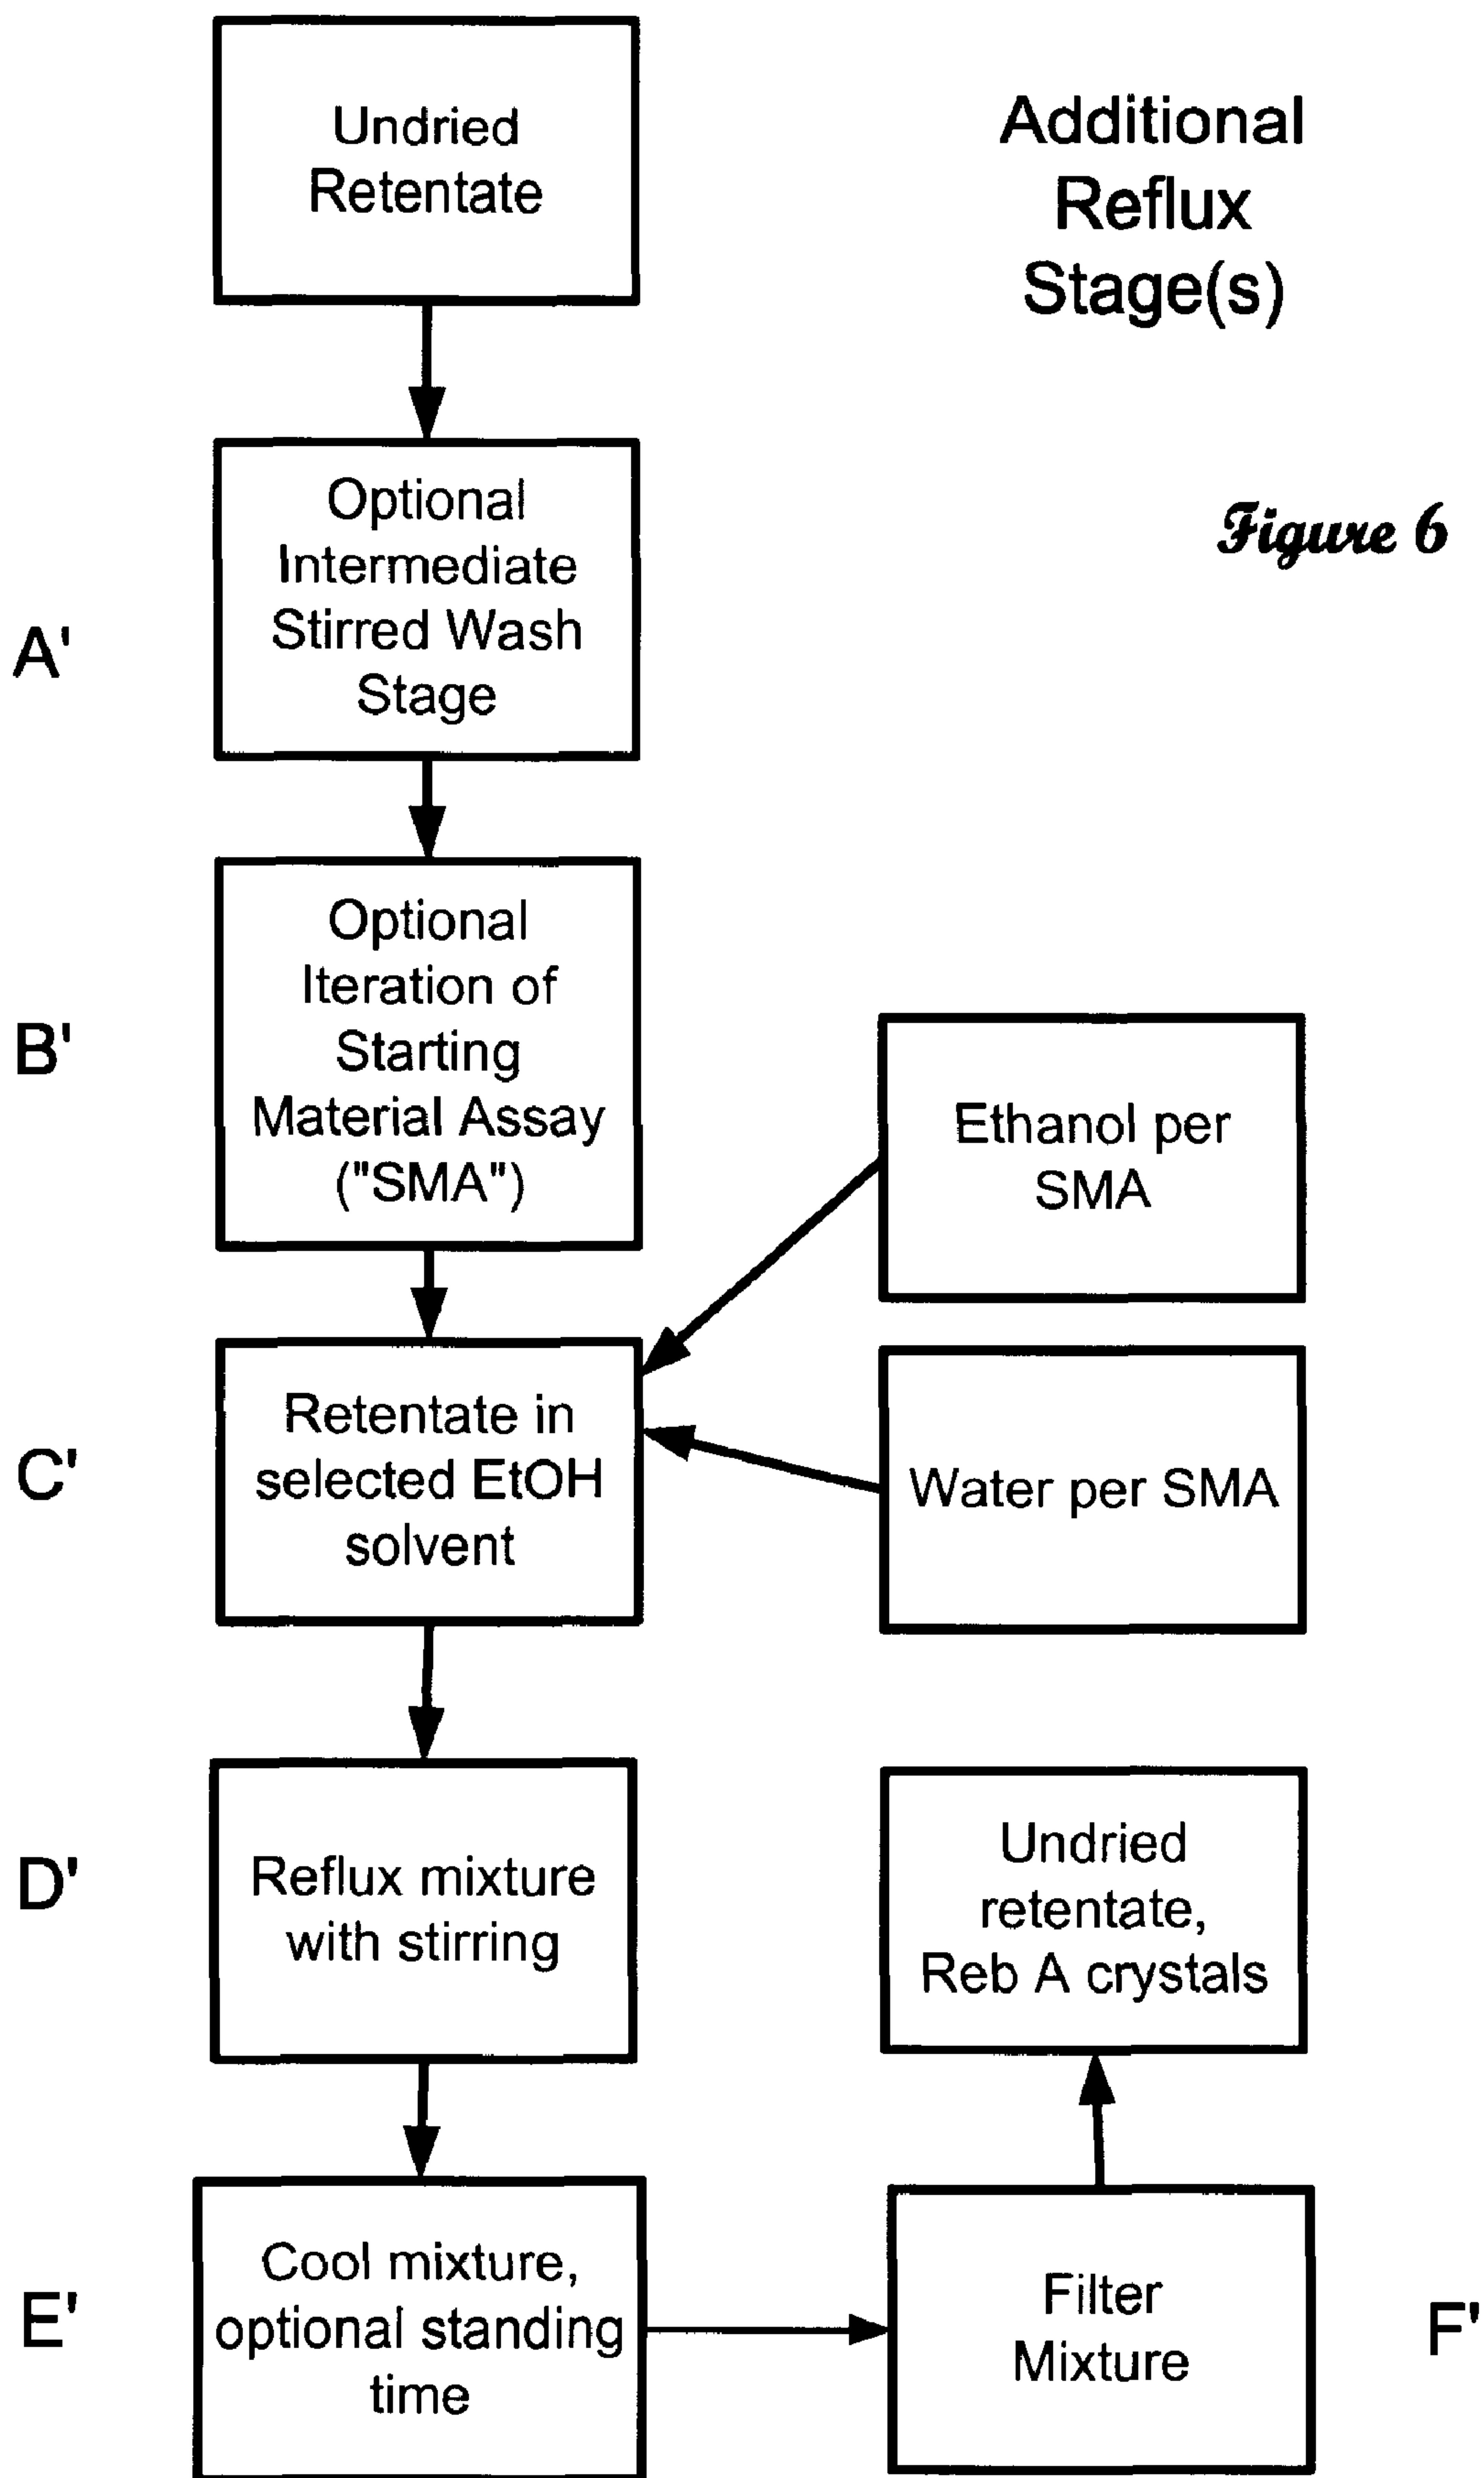 Undried
Retentate
Additional
Reflux
Stage(s)
Figure 6
A'
Optional
Intermediate
Stirred Wash
Stage
B'
Optional
Iteration of
Starting
Material Assay
("SMA")
Ethanol per
SMA
C'
Retentate in
selected EtOH
solvent
Water per SMA
D'
Reflux mixture
with stirring
Undried
retentate,
Reb A crystals
E'
Cool mixture,
optional standing
time
Filter
Mixture
F'